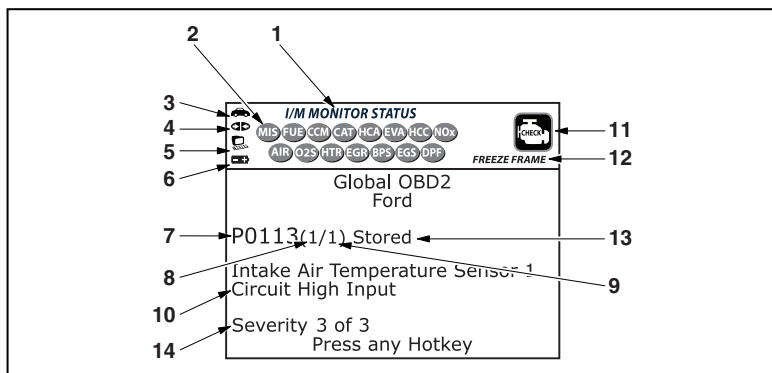 2 1
3
4
5
6
I/M MONITOR STATUS
MIS FUE CCM CAT HCA EVA HCC NOx
AIR O2S HTR EGR BPS EGS DPF
CHECK
FREEZE FRAME
11
12
Global OBD2
Ford
7 P0113(1/1) Stored 13
8 9
Intake Air Temperature Sensor 1
10 Circuit High Input
14 Severity 3 of 3
Press any Hotkey